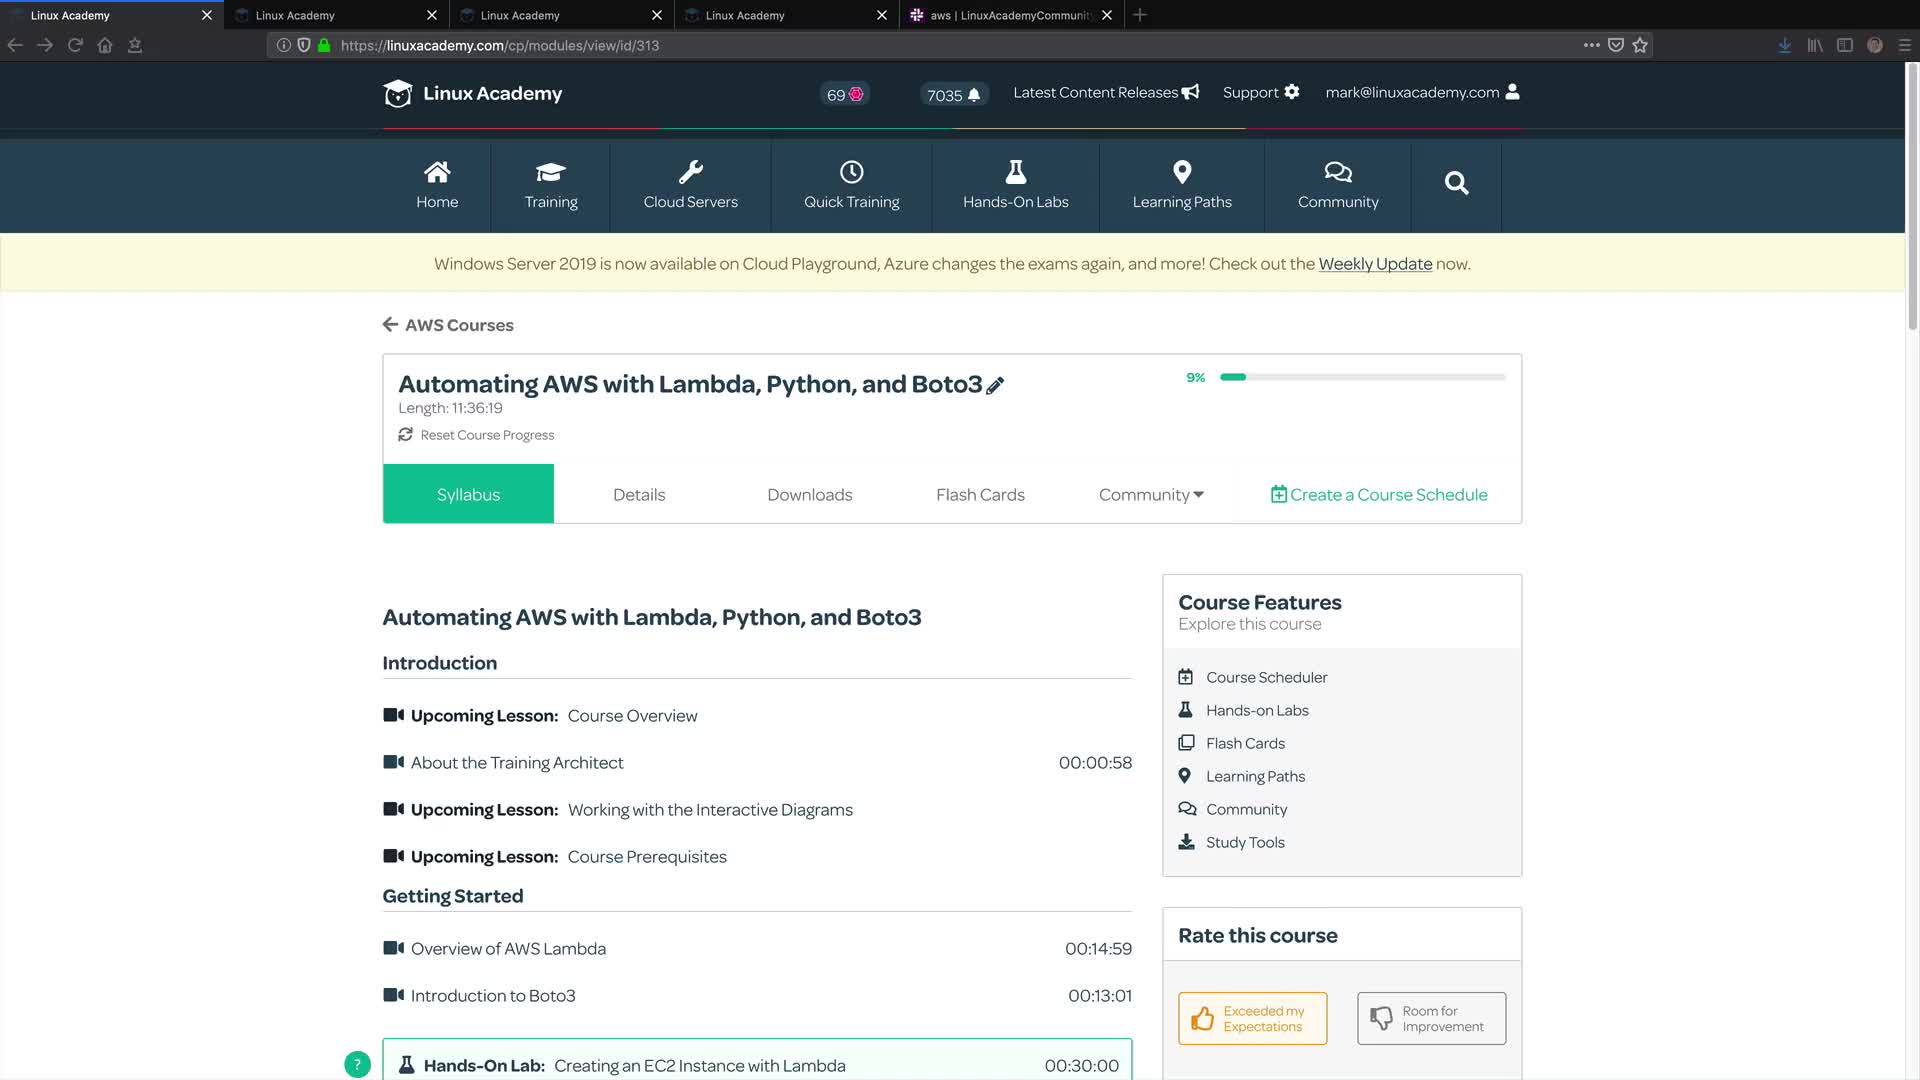 Linux Academy
Linux Academy
Linux Academy
Linux Academy
aws | LinuxAcademyCommunit
https://linuxacademy.com/cp/modules/view/id/313
Linux Academy
69
7035
Latest Content Releases
Support
mark@linuxacademy.com
Home
Training
Cloud Servers
Quick Training
Hands-On Labs
Learning Paths
Community
Windows Server 2019 is now available on Cloud Playground, Azure changes the exams again, and more! Check out the Weekly Update now.
AWS Courses
Automating AWS with Lambda, Python, and Boto3
9%
Length: 11:36:19
Reset Course Progress
Syllabus
Details
Downloads
Flash Cards
Community
Create a Course Schedule
Automating AWS with Lambda, Python, and Boto3
Introduction
Upcoming Lesson: Course Overview
About the Training Architect 00:00:58
Upcoming Lesson: Working with the Interactive Diagrams
Upcoming Lesson: Course Prerequisites
Getting Started
Overview of AWS Lambda 00:14:59
Introduction to Boto3 00:13:01
? Hands-On Lab: Creating an EC2 Instance with Lambda 00:30:00
Course Features
Explore this course
Course Scheduler
Hands-on Labs
Flash Cards
Learning Paths
Community
Study Tools
Rate this course
Exceeded my
Expectations
Room for
Improvement